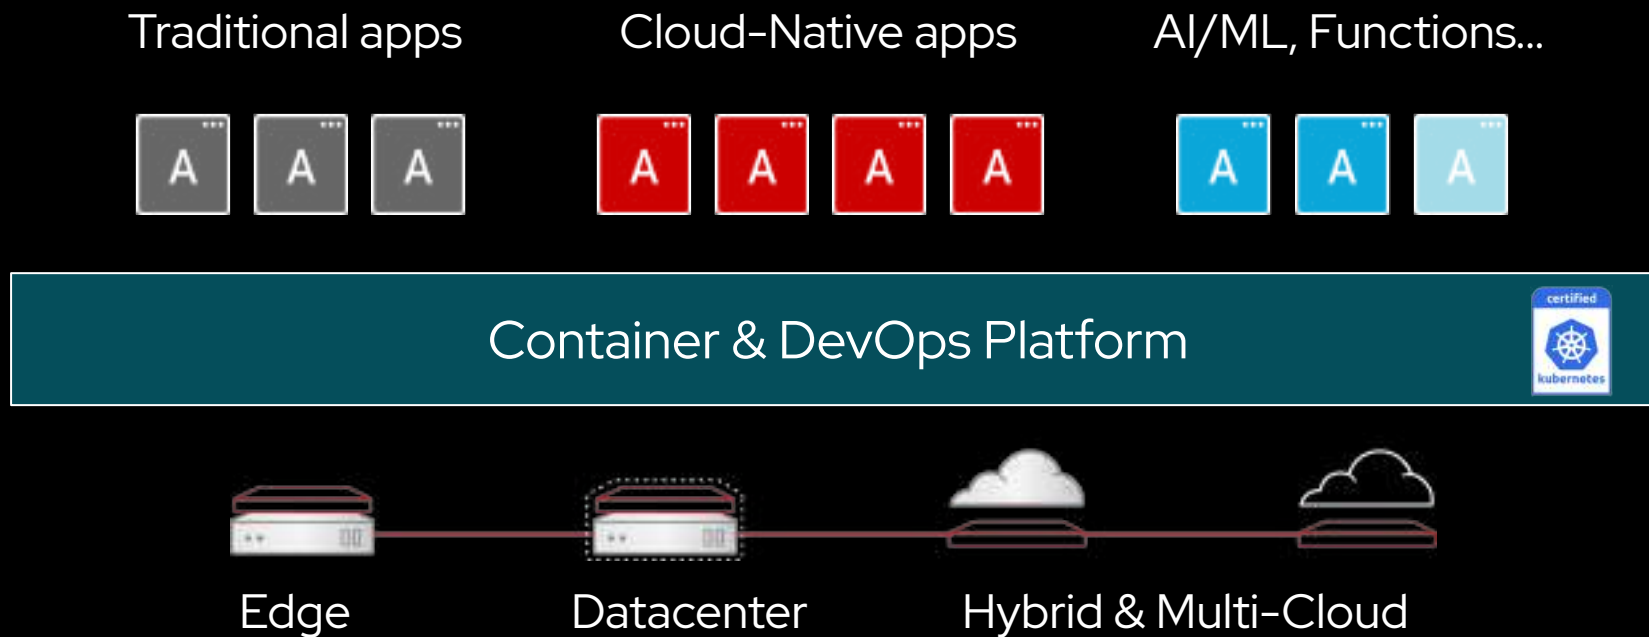 Traditional apps
Cloud-Native apps
AI/ML, Functions...
A
A
A
A
A
A
A
A
A
A
Container & DevOps Platform
certified
kubernetes
Edge
Datacenter
Hybrid & Multi-Cloud